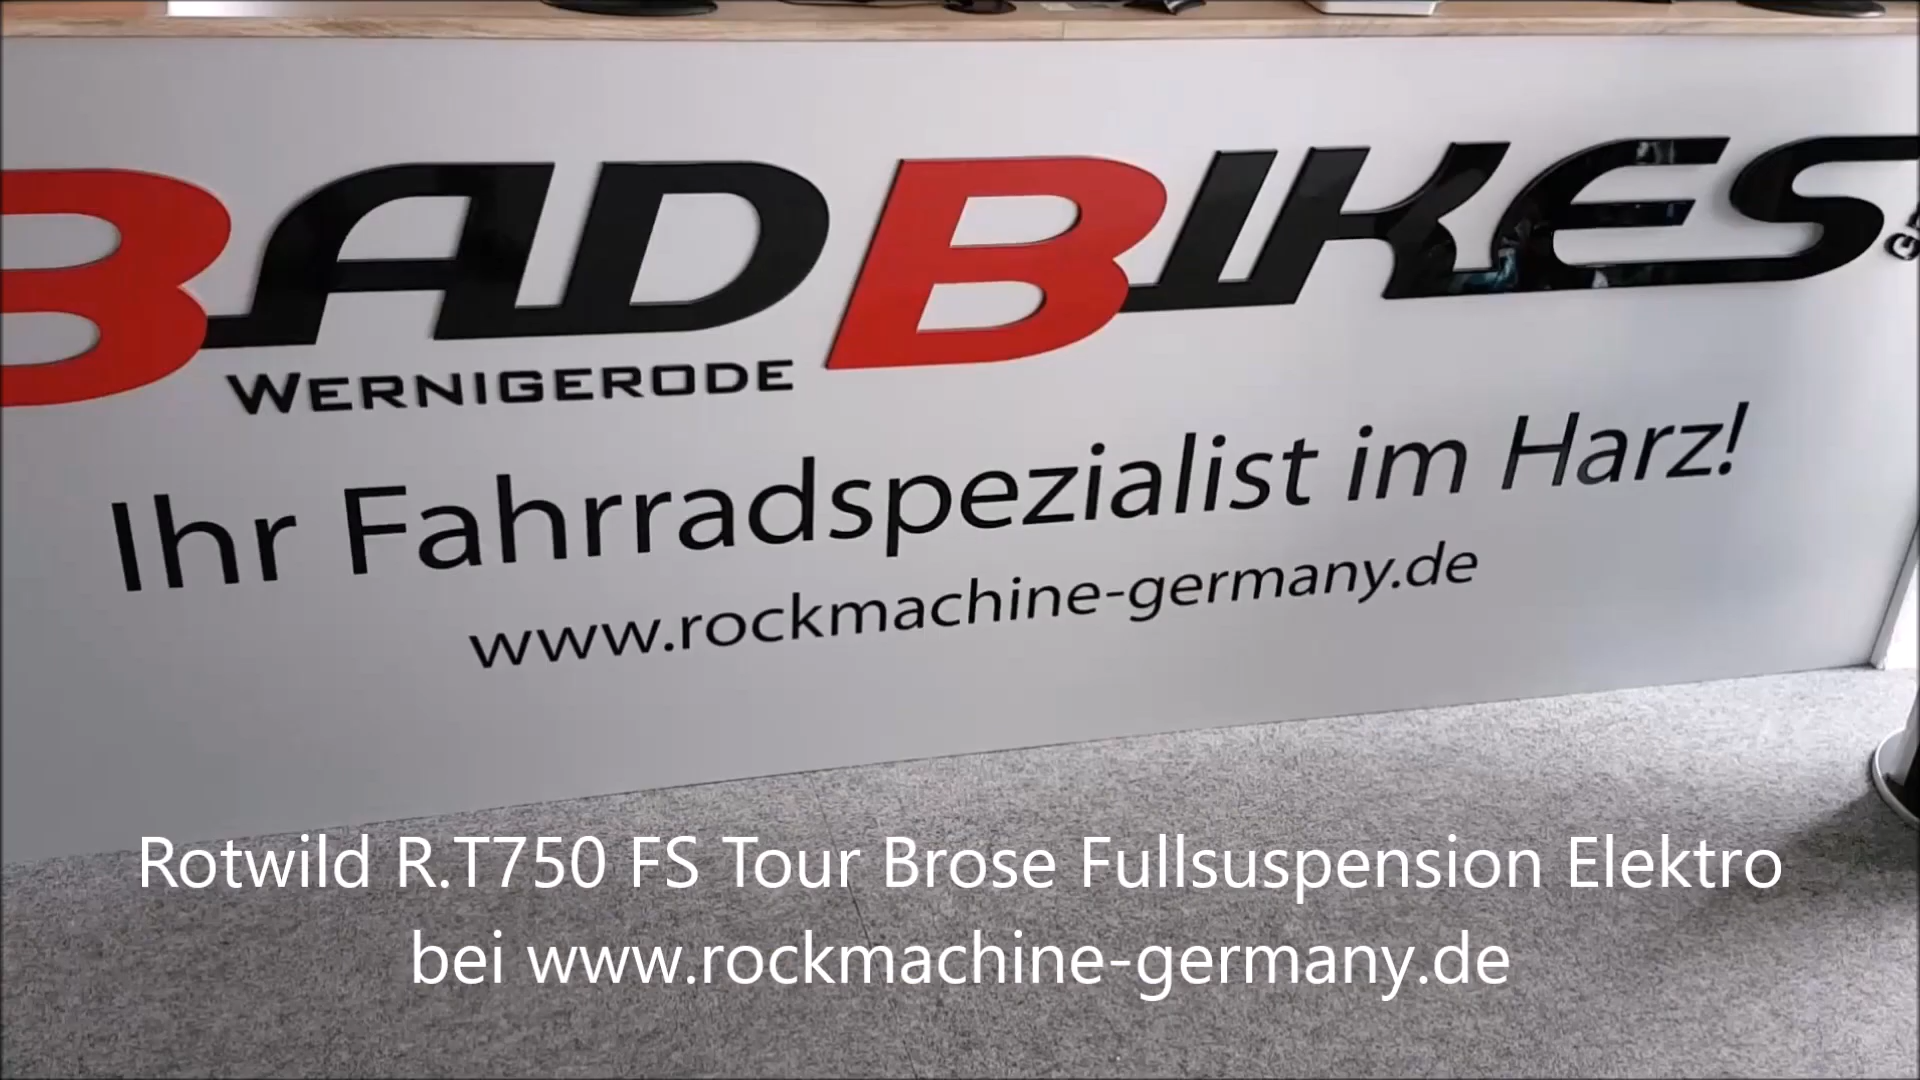 BADBIKES
WERNIGERODE
Ihr Fahrradspezialist im Harz!
www.rockmachine-germany.de
Rotwild R.T750 FS Tour Brose Fullsuspension Elektro
bei www.rockmachine-germany.de